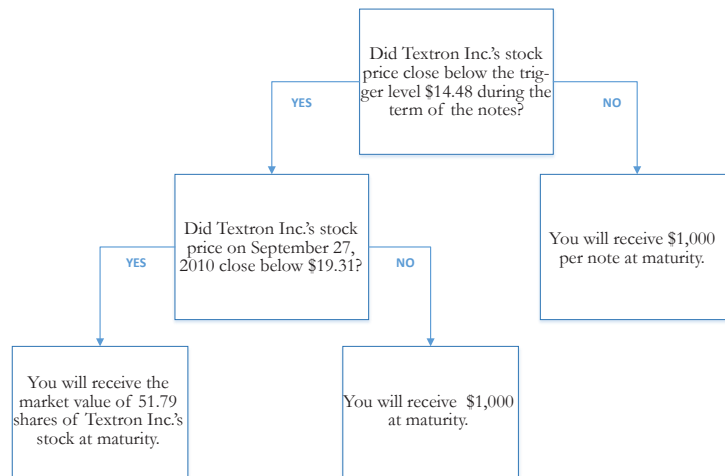 Did Textron Inc.'s stock
price close below the trig-
ger level $14.48 during the
term of the notes?
YES
NO
Did Textron Inc.'s stock
price on September 27,
2010 close below $19.31?
You will receive $1,000
per note at maturity.
YES
NO
You will receive the
market value of 51.79
shares of Textron Inc.'s
stock at maturity.
You will receive $1,000
at maturity.